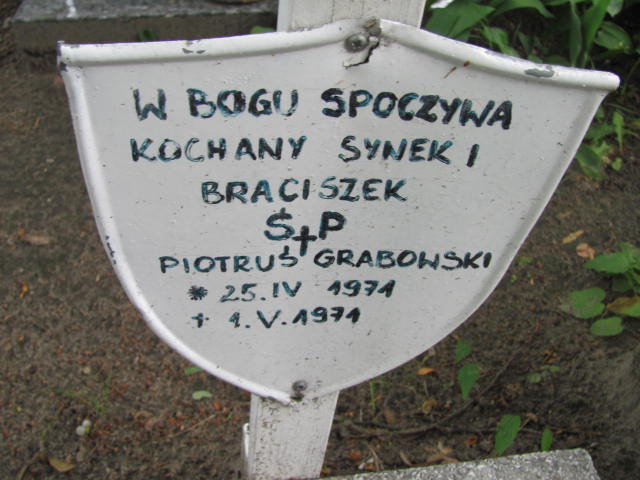 W BOGU SPOCZYWA
KOCHANY SYNEK I
BRACISZEK
Ś✝P
PIOTRUŚ GRABOWSKI
* 25.IV 1971
+ 1.V.1971